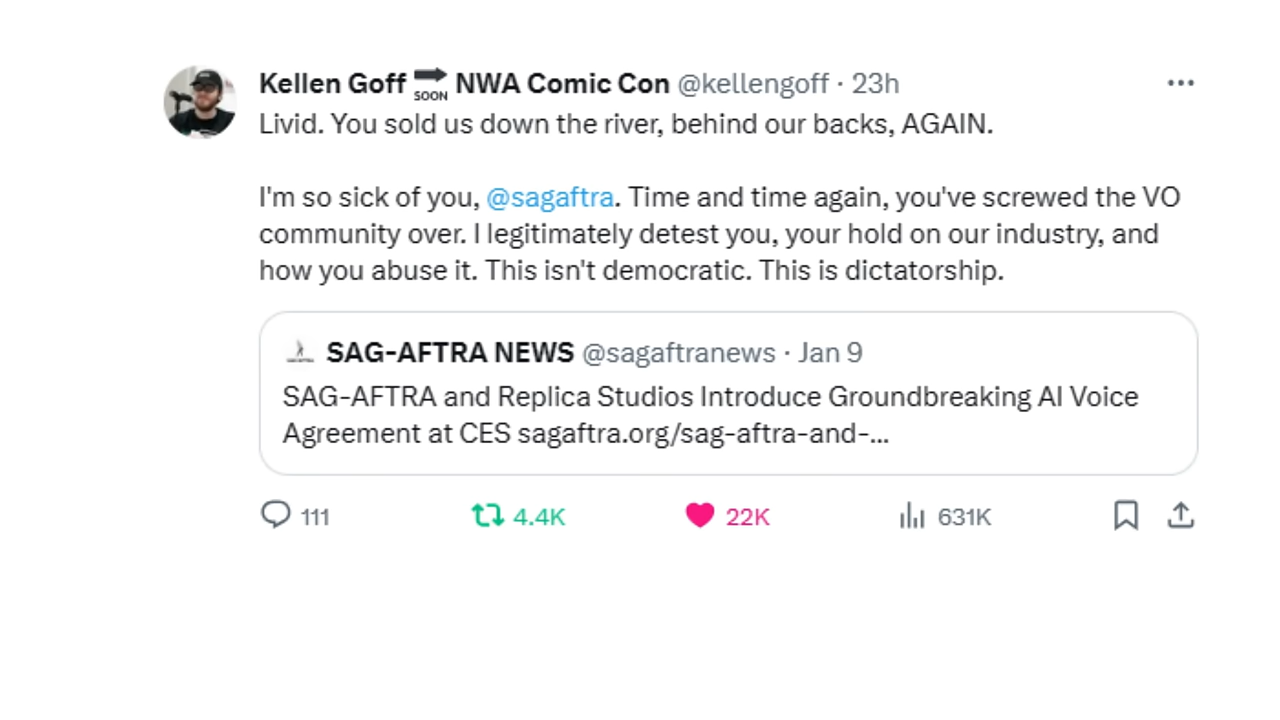 Kellen Goff 🔜 NWA Comic Con @kellengoff · 23h
Livid. You sold us down the river, behind our backs, AGAIN.
I'm so sick of you, @sagaftra. Time and time again, you've screwed the VO
community over. I legitimately detest you, your hold on our industry, and
how you abuse it. This isn't democratic. This is dictatorship.
SAG-AFTRA NEWS @sagaftranews · Jan 9
SAG-AFTRA and Replica Studios Introduce Groundbreaking AI Voice
Agreement at CES sagaftra.org/sag-aftra-and-...
111 4.4K 22K 631K